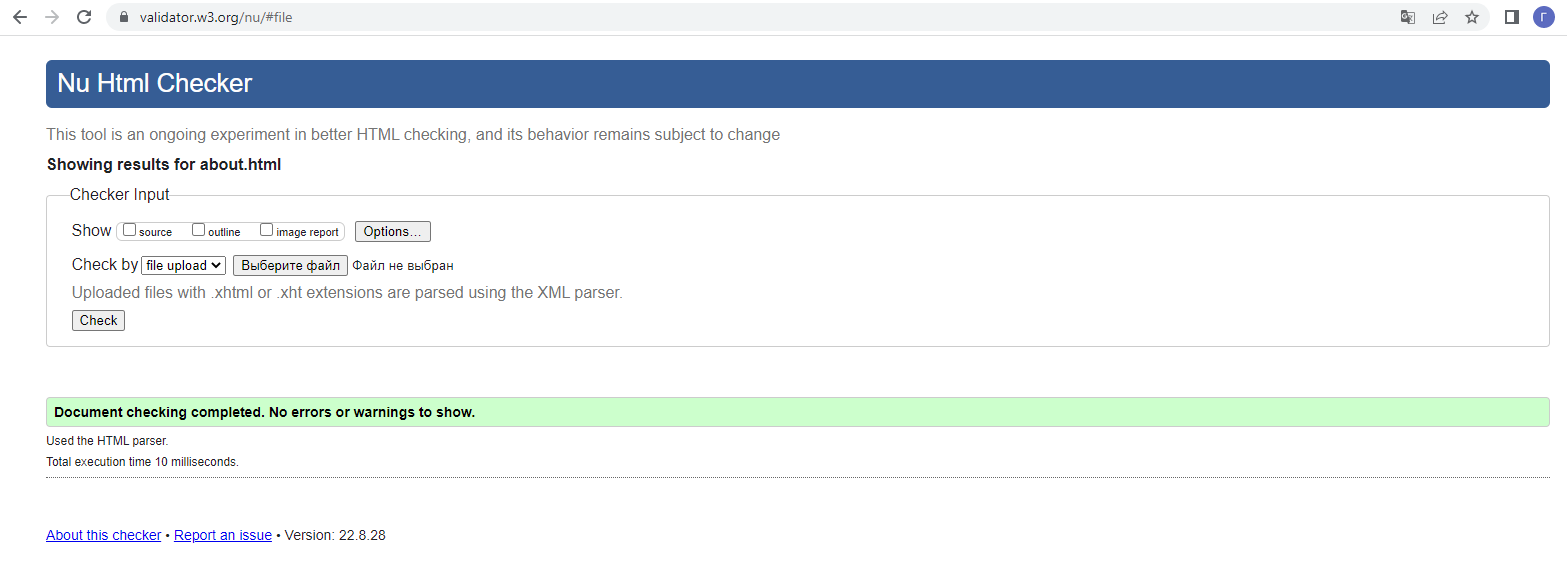 validator.w3.org/nu/#file
Г
Nu Html Checker
This tool is an ongoing experiment in better HTML checking, and its behavior remains subject to change
Showing results for about.html
Checker Input
Show source outline image report Options...
Check by file upload Выберите файл Файл не выбран
Uploaded files with .xhtml or .xht extensions are parsed using the XML parser.
Check
Document checking completed. No errors or warnings to show.
Used the HTML parser.
Total execution time 10 milliseconds.
About this checker • Report an issue • Version: 22.8.28